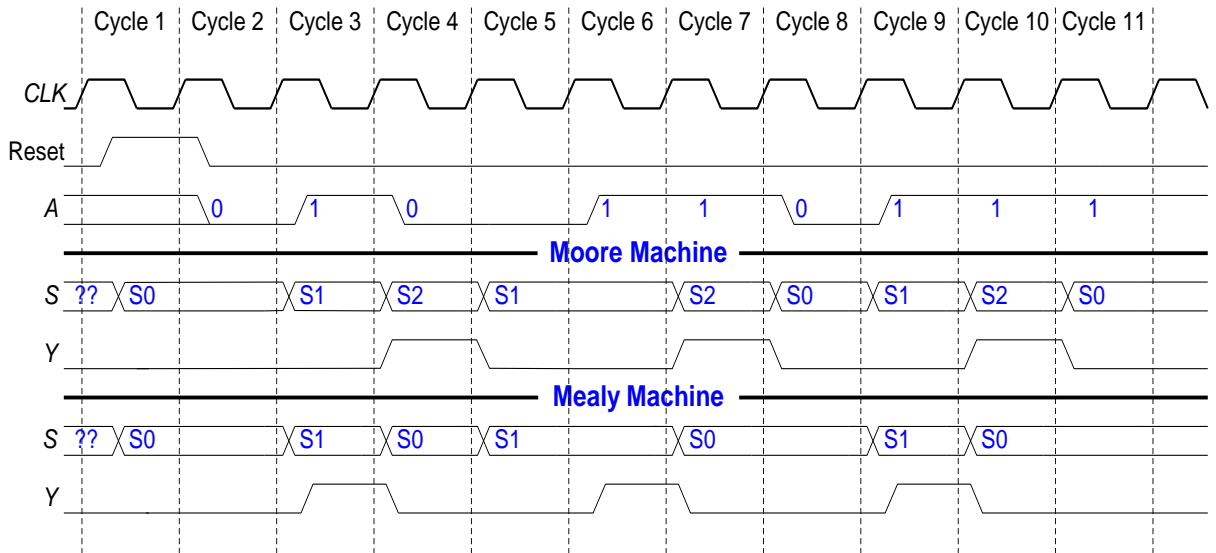 Cycle 1 Cycle 2 Cycle 3 Cycle 4 Cycle 5 Cycle 6 Cycle 7 Cycle 8 Cycle 9 Cycle 10 Cycle 11
CLK
Reset
A 0 1 0 1 1 0 1 1 1
Moore Machine
S ?? S0 S1 S2 S1 S2 S0 S1 S2 S0
Y
Mealy Machine
S ?? S0 S1 S0 S1 S0 S1 S0
Y